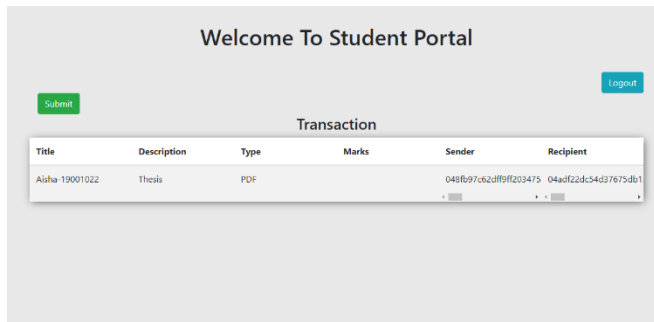 Welcome To Student Portal
Logout
Submit
Transaction
Title Description Type Marks Sender Recipient
Aisha-19001022 Thesis PDF 048fb97c62dff9ff203475 04adf22dc54d37675db1